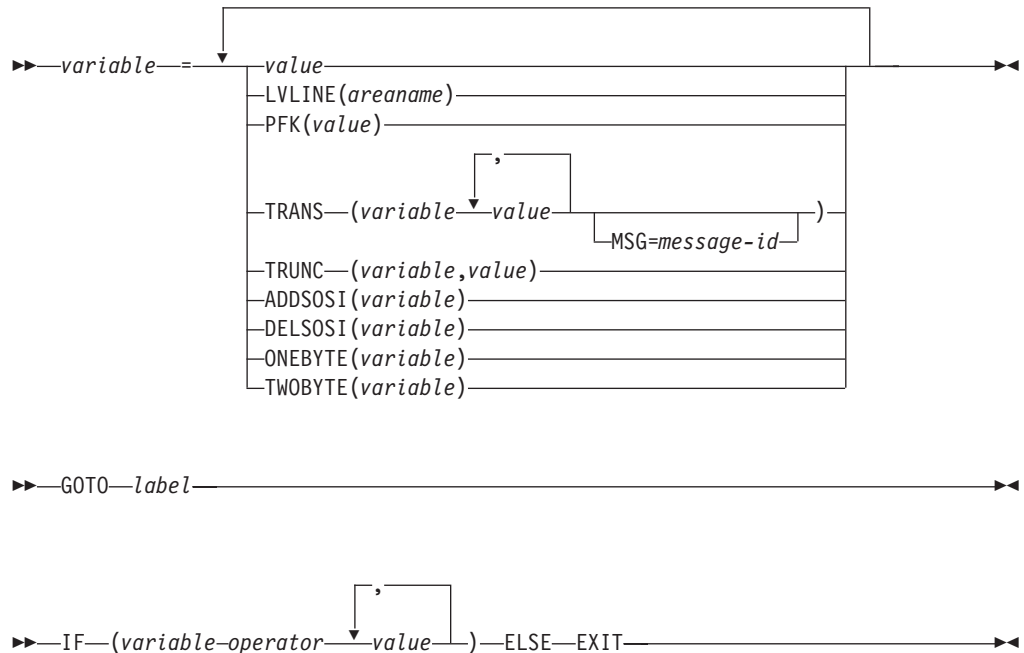 variable = value
LVLINE(areaname)
PFK(value)
,
TRANS (variable value )
MSG=message-id
TRUNC (variable,value)
ADDSOSI(variable)
DELSOSI(variable)
ONEBYTE(variable)
TWOBYTE(variable)
GOTO label
,
IF (variable operator value ) ELSE EXIT